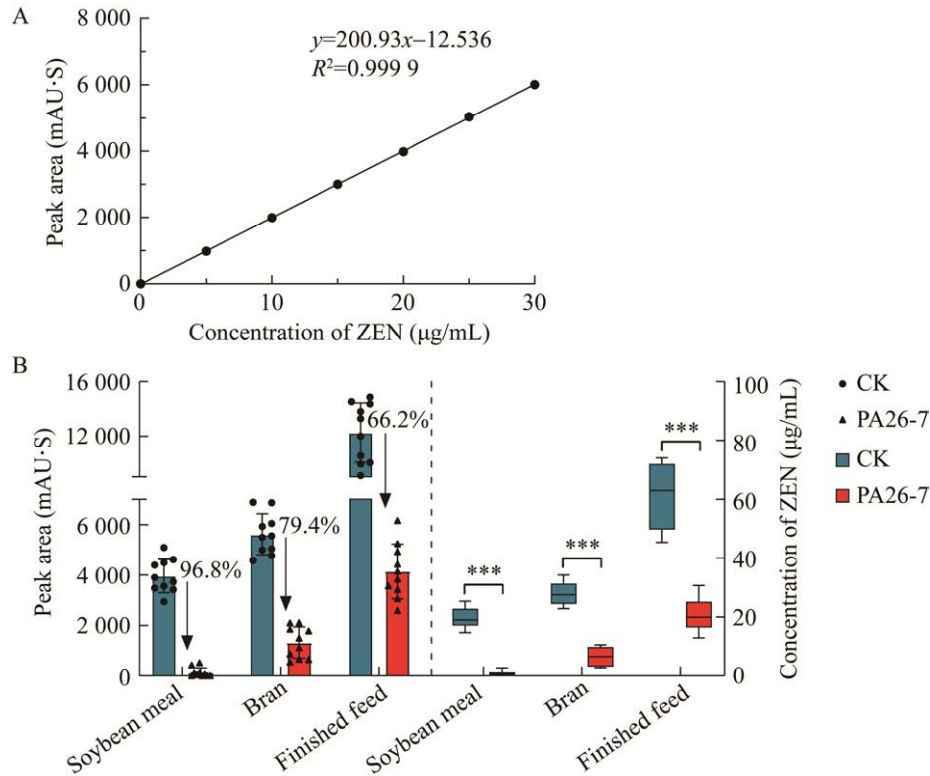 A
y=200.93x−12.536
R²=0.999 9
Peak area (mAU·S)
8 000
6 000
4 000
2 000
0
0
10
20
30
Concentration of ZEN (μg/mL)
B
Peak area (mAU·S)
16 000
12 000
6 000
4 000
2 000
0
96.8%
79.4%
66.2%
***
***
***
100
80
60
40
20
0
Concentration of ZEN (μg/mL)
Soybean meal
Bran
Finished feed
Soybean meal
Bran
Finished feed
CK
PA26-7
CK
PA26-7